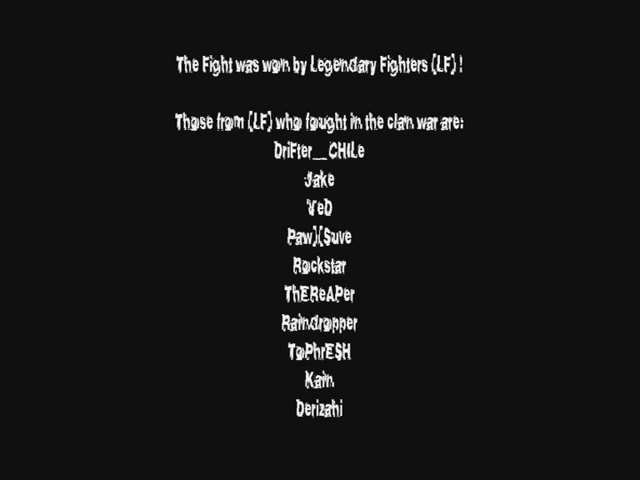 The Fight was won by Legendary Fighters (LF) !
Those from (LF) who fought in the clan war are:
DriFter__CHiLe
Jake
VeD
Paw)(Suve
Rockstar
ThEReAPer
Raindropper
ToPhrESH
Kain
Derizahi